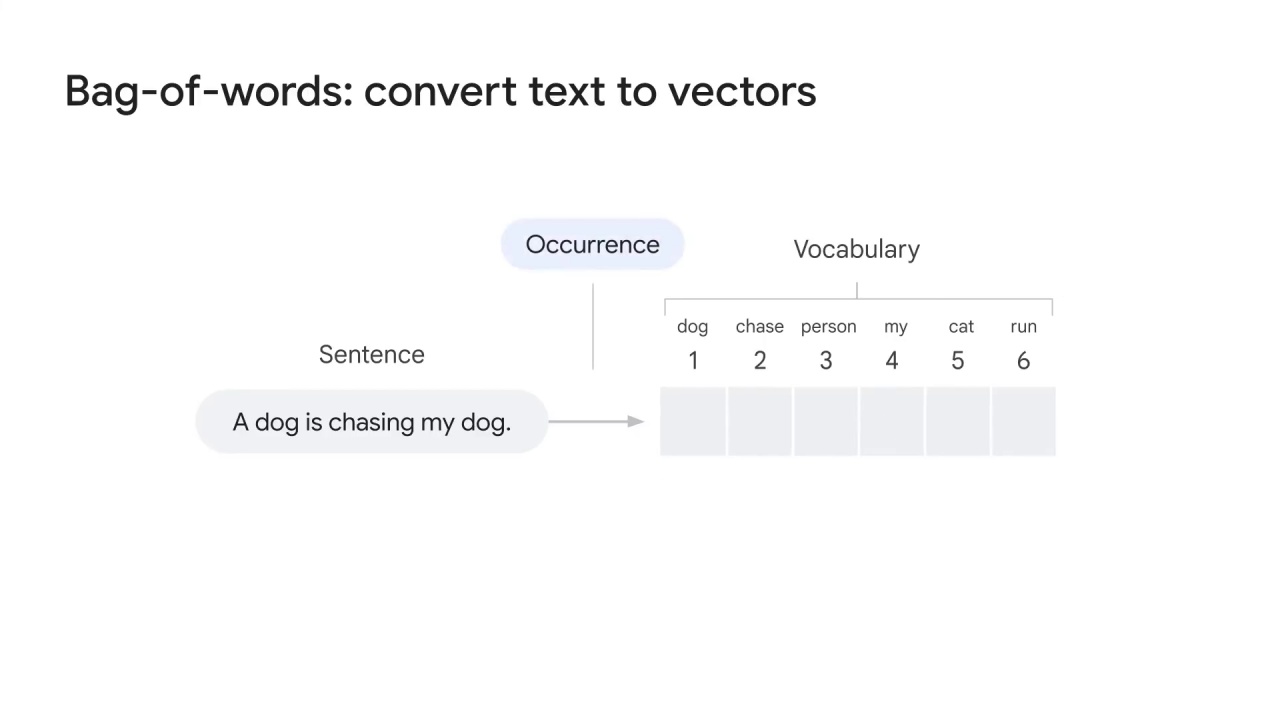 Bag-of-words: convert text to vectors
Occurrence
Vocabulary
dog chase person my cat run
1 2 3 4 5 6
Sentence
A dog is chasing my dog.